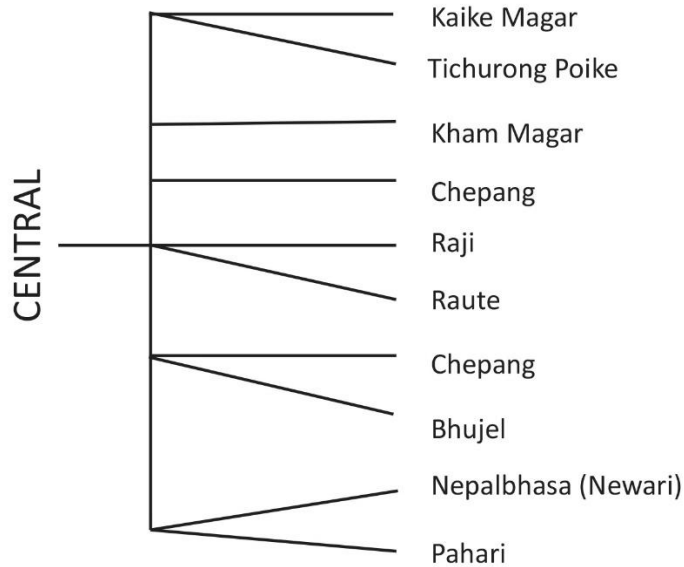 CENTRAL
Kaike Magar
Tichurong Poike
Kham Magar
Chepang
Raji
Raute
Chepang
Bhujel
Nepalbhasa (Newari)
Pahari